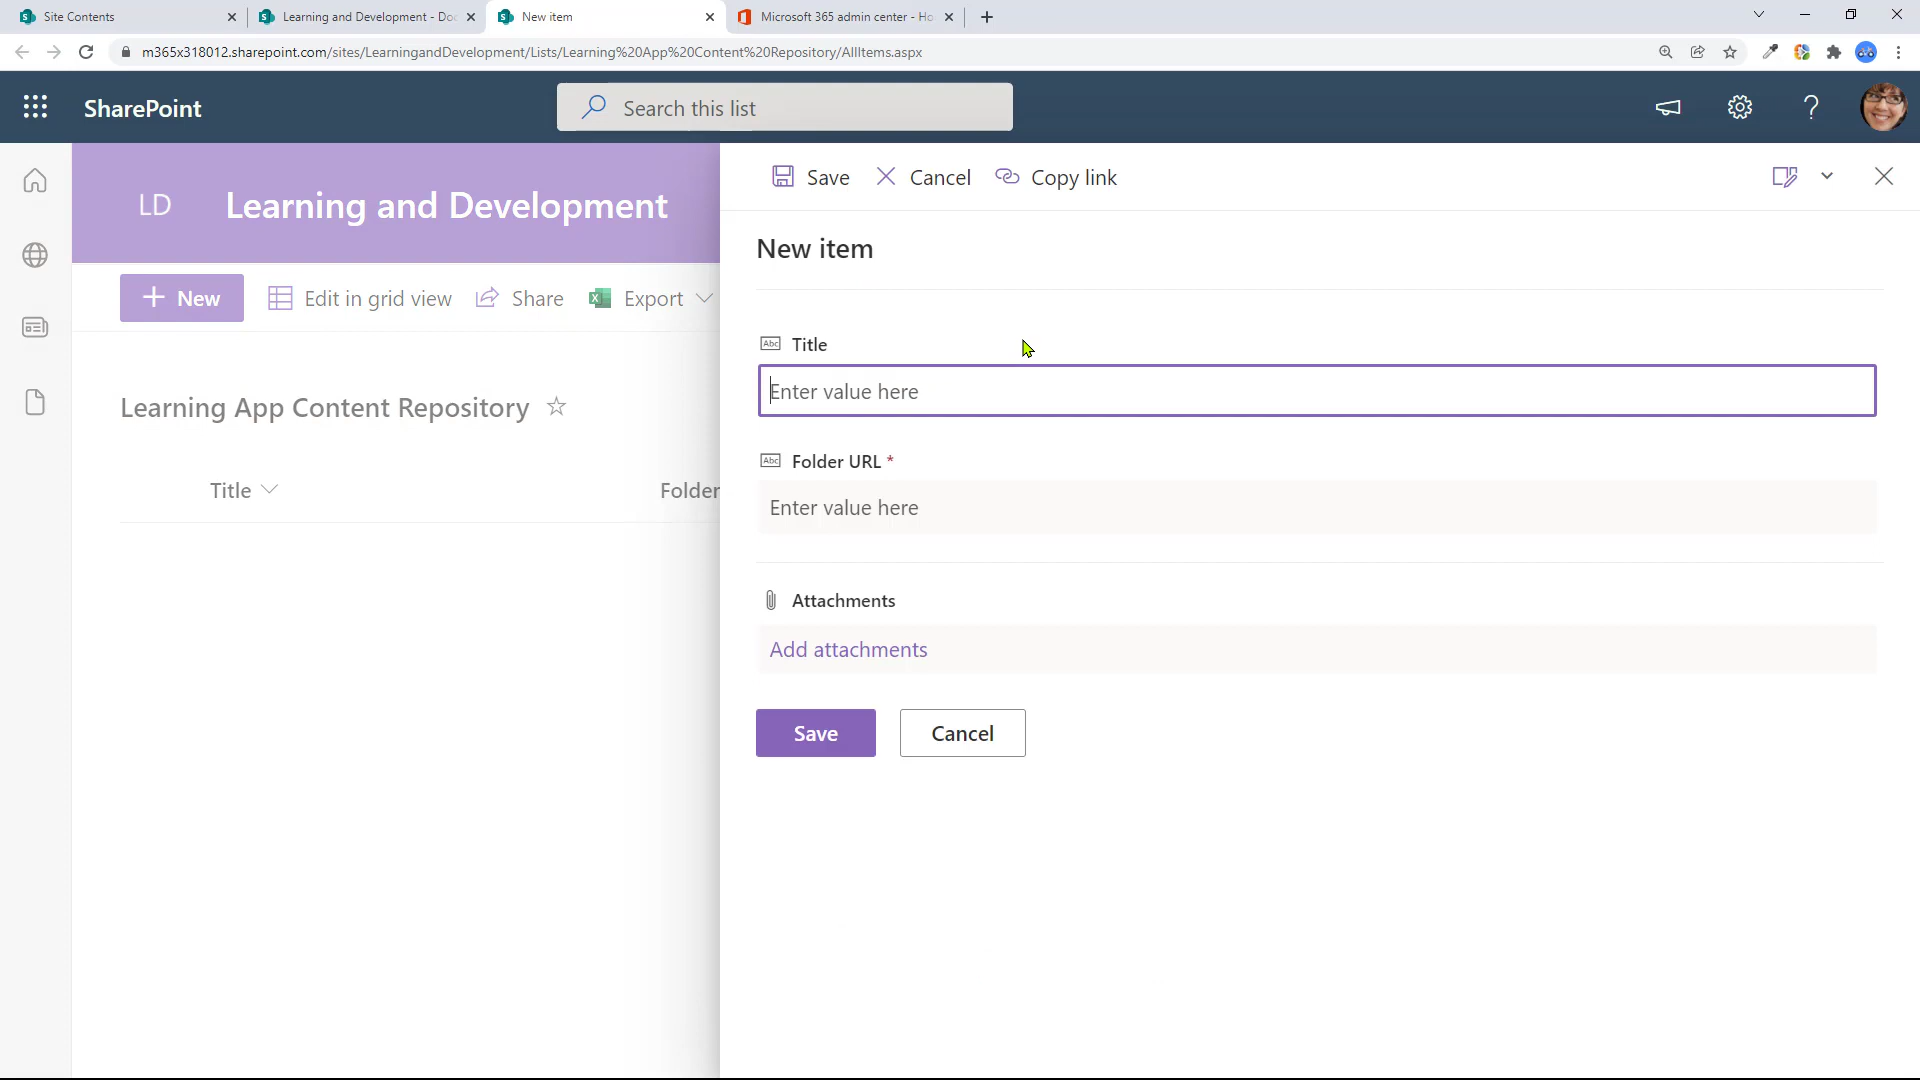 Site Contents
Learning and Development - Doc
New item
Microsoft 365 admin center - Ho
m365x318012.sharepoint.com/sites/LearningandDevelopment/Lists/Learning%20App%20Content%20Repository/AllItems.aspx
SharePoint
Search this list
LD
Learning and Development
New
Edit in grid view
Share
Export
Learning App Content Repository
Title
Folder
Save
Cancel
Copy link
New item
Abc Title
Enter value here
Abc Folder URL *
Enter value here
Attachments
Add attachments
Save
Cancel